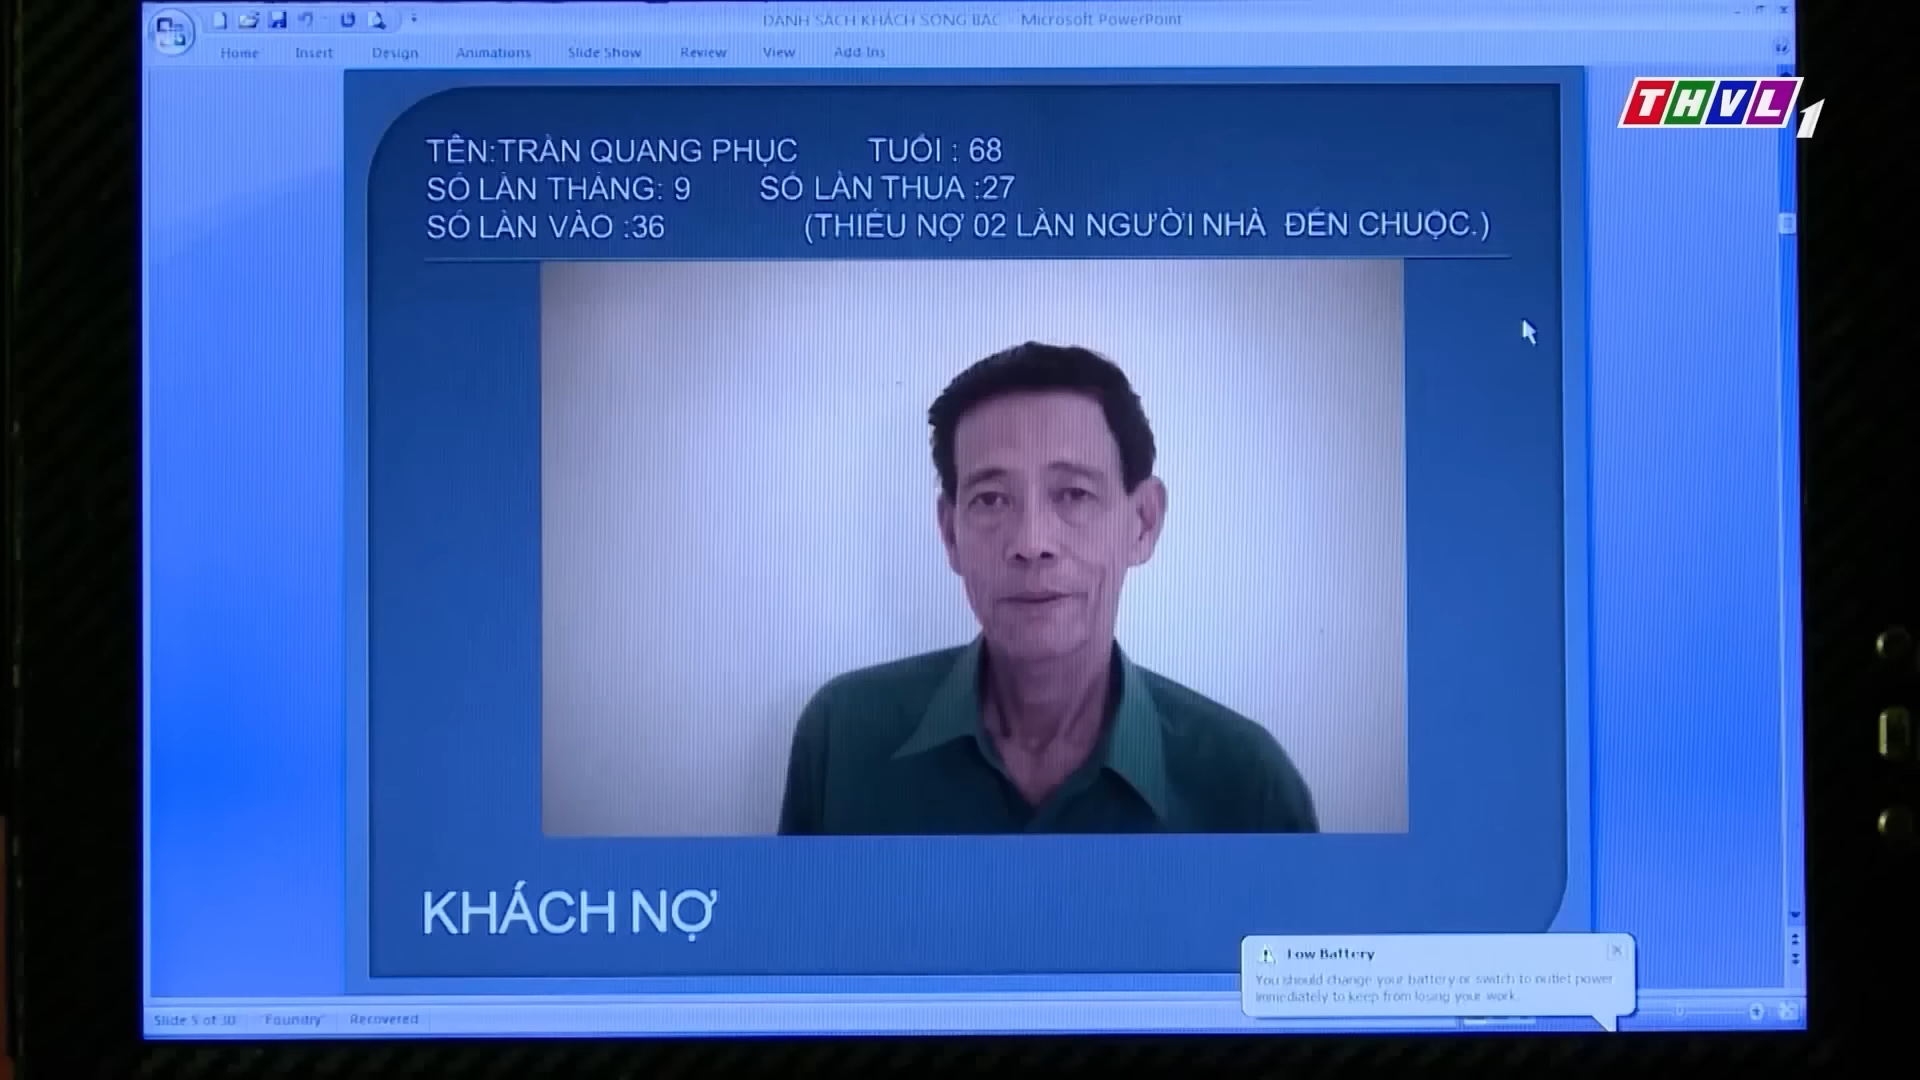 DANH SÁCH KHÁCH SÒNG BẠC - Microsoft PowerPoint
Home Insert Design Animations Slide Show Review View Add-Ins
THVL1
TÊN:TRẦN QUANG PHỤC TUỔI : 68
SỐ LẦN THẮNG: 9 SỐ LẦN THUA :27
SỐ LẦN VÀO :36 (THIẾU NỢ 02 LẦN NGƯỜI NHÀ ĐẾN CHUỘC.)
KHÁCH NỢ
Low Battery
You should change your battery or switch to outlet power
immediately to keep from losing your work.
Slide 5 of 30 "Foundry" Recovered